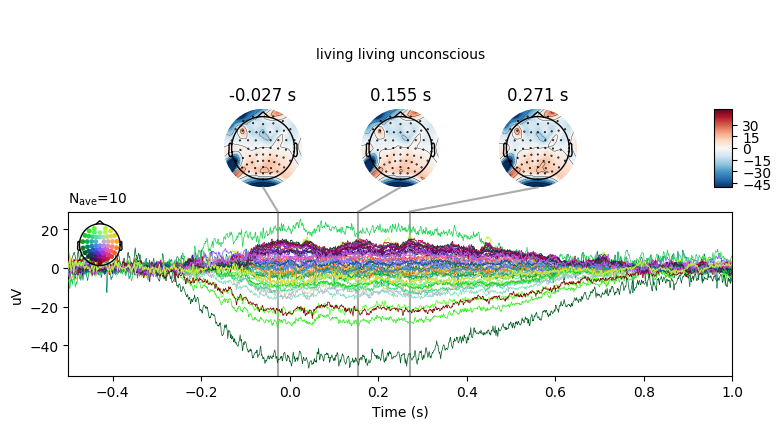 living living unconscious
-0.027 s 0.155 s 0.271 s
30
15
0
−15
−30
−45
Nave=10
20
0
−20
−40
uV
−0.4 −0.2 0.0 0.2 0.4 0.6 0.8 1.0
Time (s)